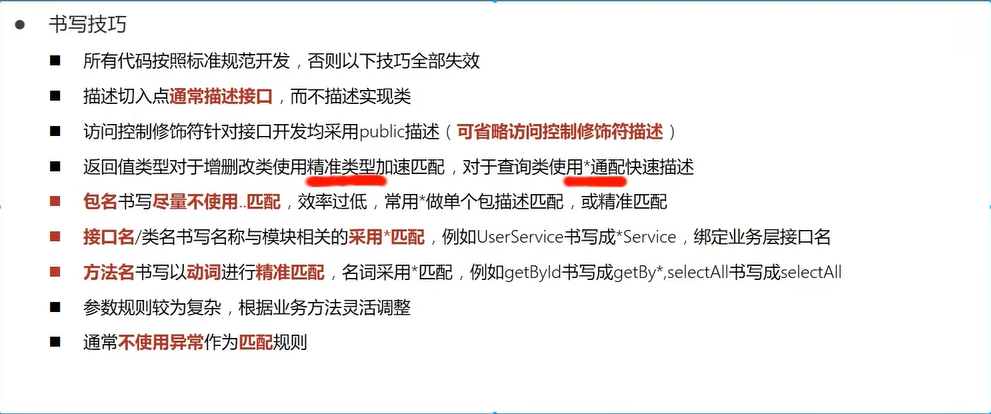 书写技巧
所有代码按照标准规范开发，否则以下技巧全部失效
描述切入点通常描述接口，而不描述实现类
访问控制修饰符针对接口开发均采用public描述（可省略访问控制修饰符描述）
返回值类型对于增删改类使用精准类型加速匹配，对于查询类使用*通配快速描述
包名书写尽量不使用..匹配，效率过低，常用*做单个包描述匹配，或精准匹配
接口名/类名书写名称与模块相关的采用*匹配，例如UserService书写成*Service，绑定业务层接口名
方法名书写以动词进行精准匹配，名词采用*匹配，例如getById书写成getBy*,selectAll书写成selectAll
参数规则较为复杂，根据业务方法灵活调整
通常不使用异常作为匹配规则